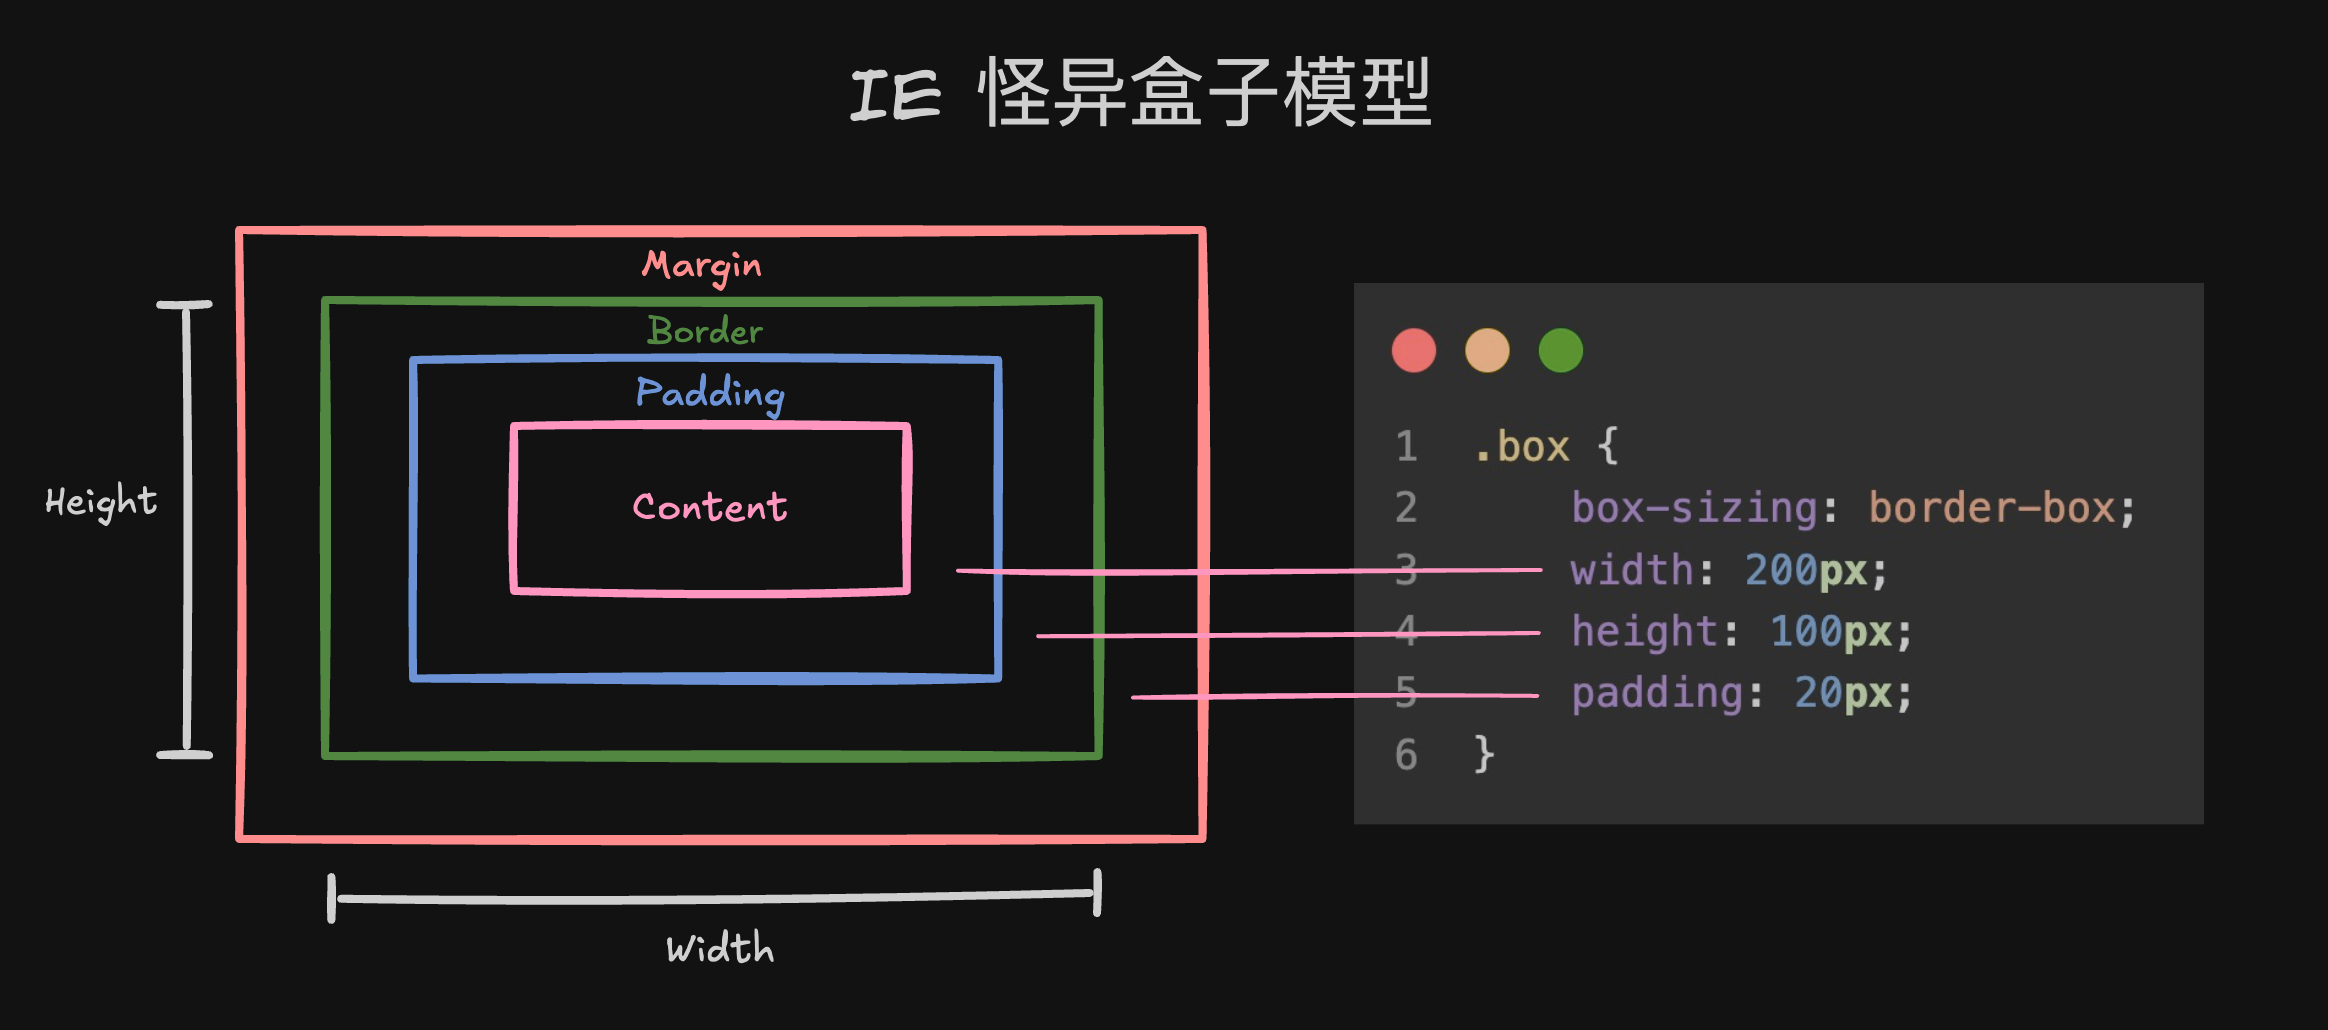 IE 怪异盒子模型
Margin
Border
Padding
Content
Height
Width
1 .box {
2 box-sizing: border-box;
3 width: 200px;
4 height: 100px;
5 padding: 20px;
6 }